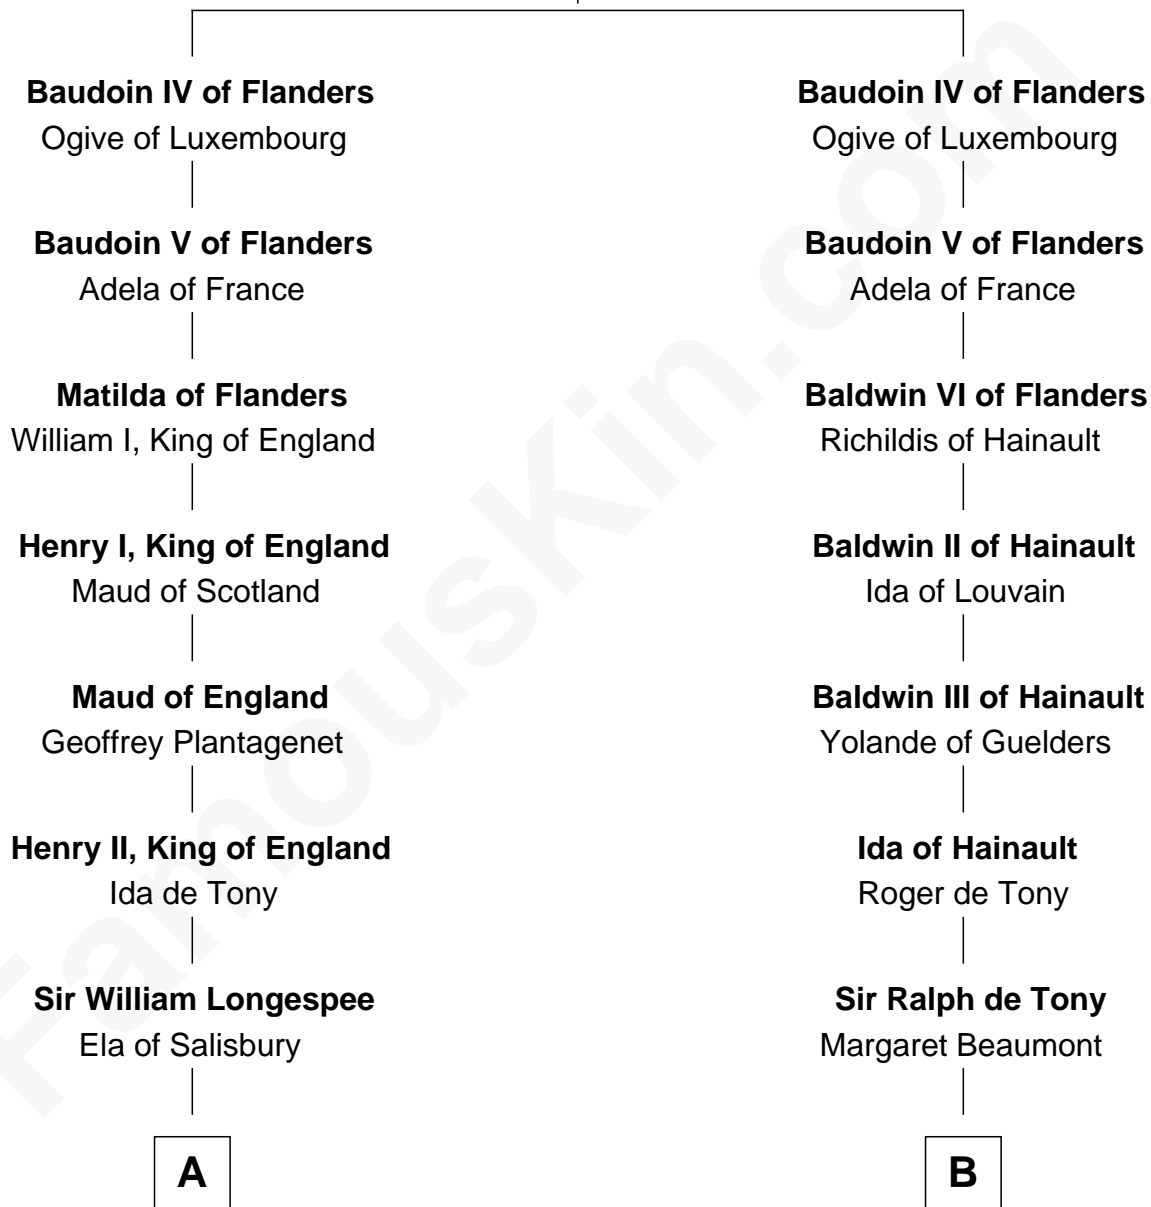 Baudoin IV of Flanders
Ogive of Luxembourg
Baudoin V of Flanders
Adela of France
Matilda of Flanders
William I, King of England
Henry I, King of England
Maud of Scotland
Maud of England
Geoffrey Plantagenet
Henry II, King of England
Ida de Tony
Sir William Longespee
Ela of Salisbury
A
Baudoin IV of Flanders
Ogive of Luxembourg
Baudoin V of Flanders
Adela of France
Baldwin VI of Flanders
Richildis of Hainault
Baldwin II of Hainault
Ida of Louvain
Baldwin III of Hainault
Yolande of Guelders
Ida of Hainault
Roger de Tony
Sir Ralph de Tony
Margaret Beaumont
B
FamousKin.com